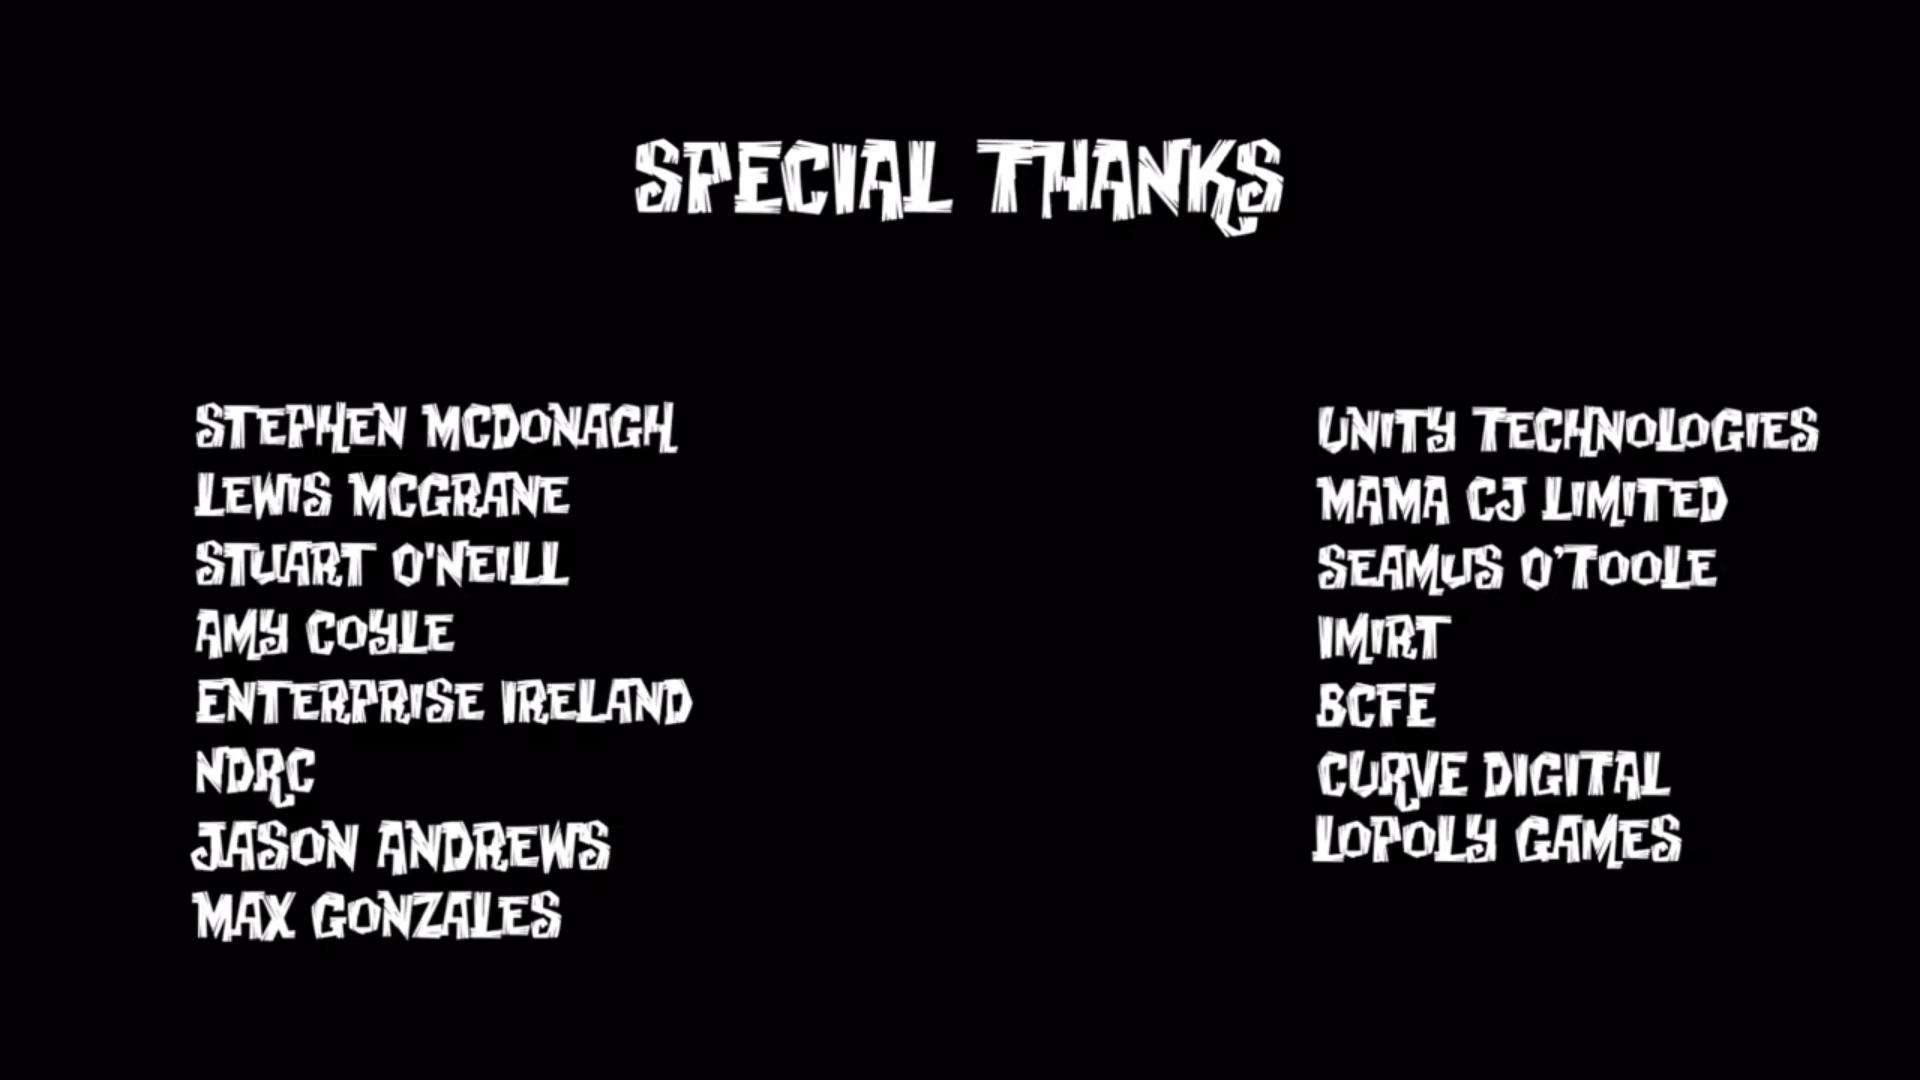 SPECIAL THANKS
STEPHEN MCDONAGH
LEWIS MCGRANE
STUART O'NEILL
AMY COYLE
ENTERPRISE IRELAND
NDRC
JASON ANDREWS
MAX GONZALES
UNITY TECHNOLOGIES
MAMA CJ LIMITED
SEAMUS O’TOOLE
IMIRT
BCFE
CURVE DIGITAL
LOPOLY GAMES